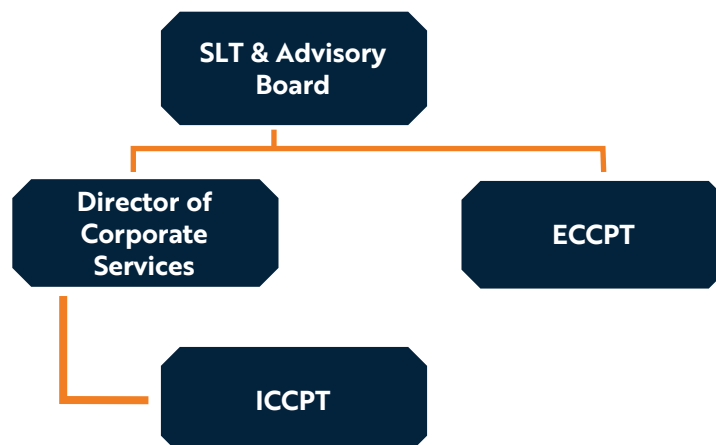 SLT & Advisory
Board
Director of
Corporate
Services
ECCPT
ICCPT